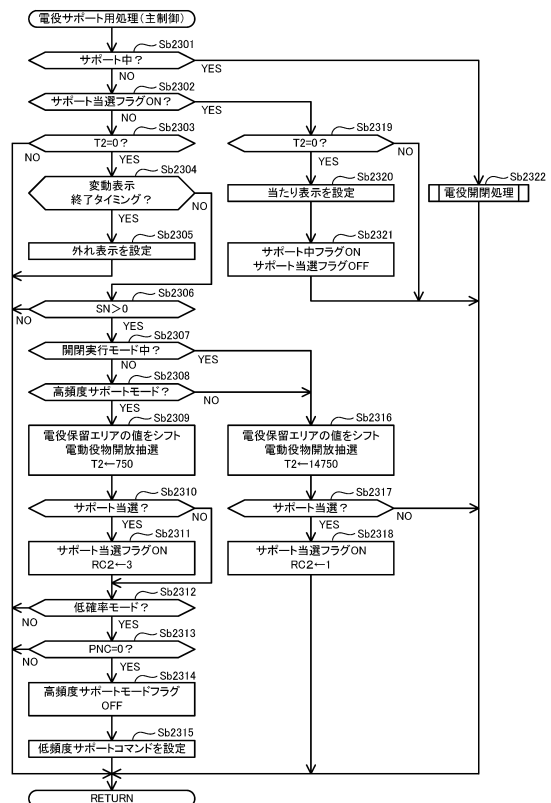 電役サポート用処理(主制御)
Sb2301
サポート中?
YES
NO
Sb2302
サポート当選フラグON?
YES
NO
Sb2303
T2=0?
NO
YES
Sb2304
変動表示
終了タイミング?
NO
YES
Sb2305
外れ表示を設定
Sb2306
SN>0
NO
YES
Sb2307
開閉実行モード中?
YES
NO
Sb2308
高頻度サポートモード?
NO
YES
Sb2309
電役保留エリアの値をシフト
電動役物開放抽選
T2←750
Sb2310
サポート当選?
NO
YES
Sb2311
サポート当選フラグON
RC2←3
Sb2312
低確率モード?
NO
YES
Sb2313
PNC=0?
NO
YES
Sb2314
高頻度サポートモードフラグ
OFF
Sb2315
低頻度サポートコマンドを設定
RETURN
Sb2316
電役保留エリアの値をシフト
電動役物開放抽選
T2←14750
Sb2317
サポート当選?
NO
YES
Sb2318
サポート当選フラグON
RC2←1
Sb2319
T2=0?
NO
YES
Sb2320
当たり表示を設定
Sb2321
サポート中フラグON
サポート当選フラグOFF
Sb2322
電役開閉処理